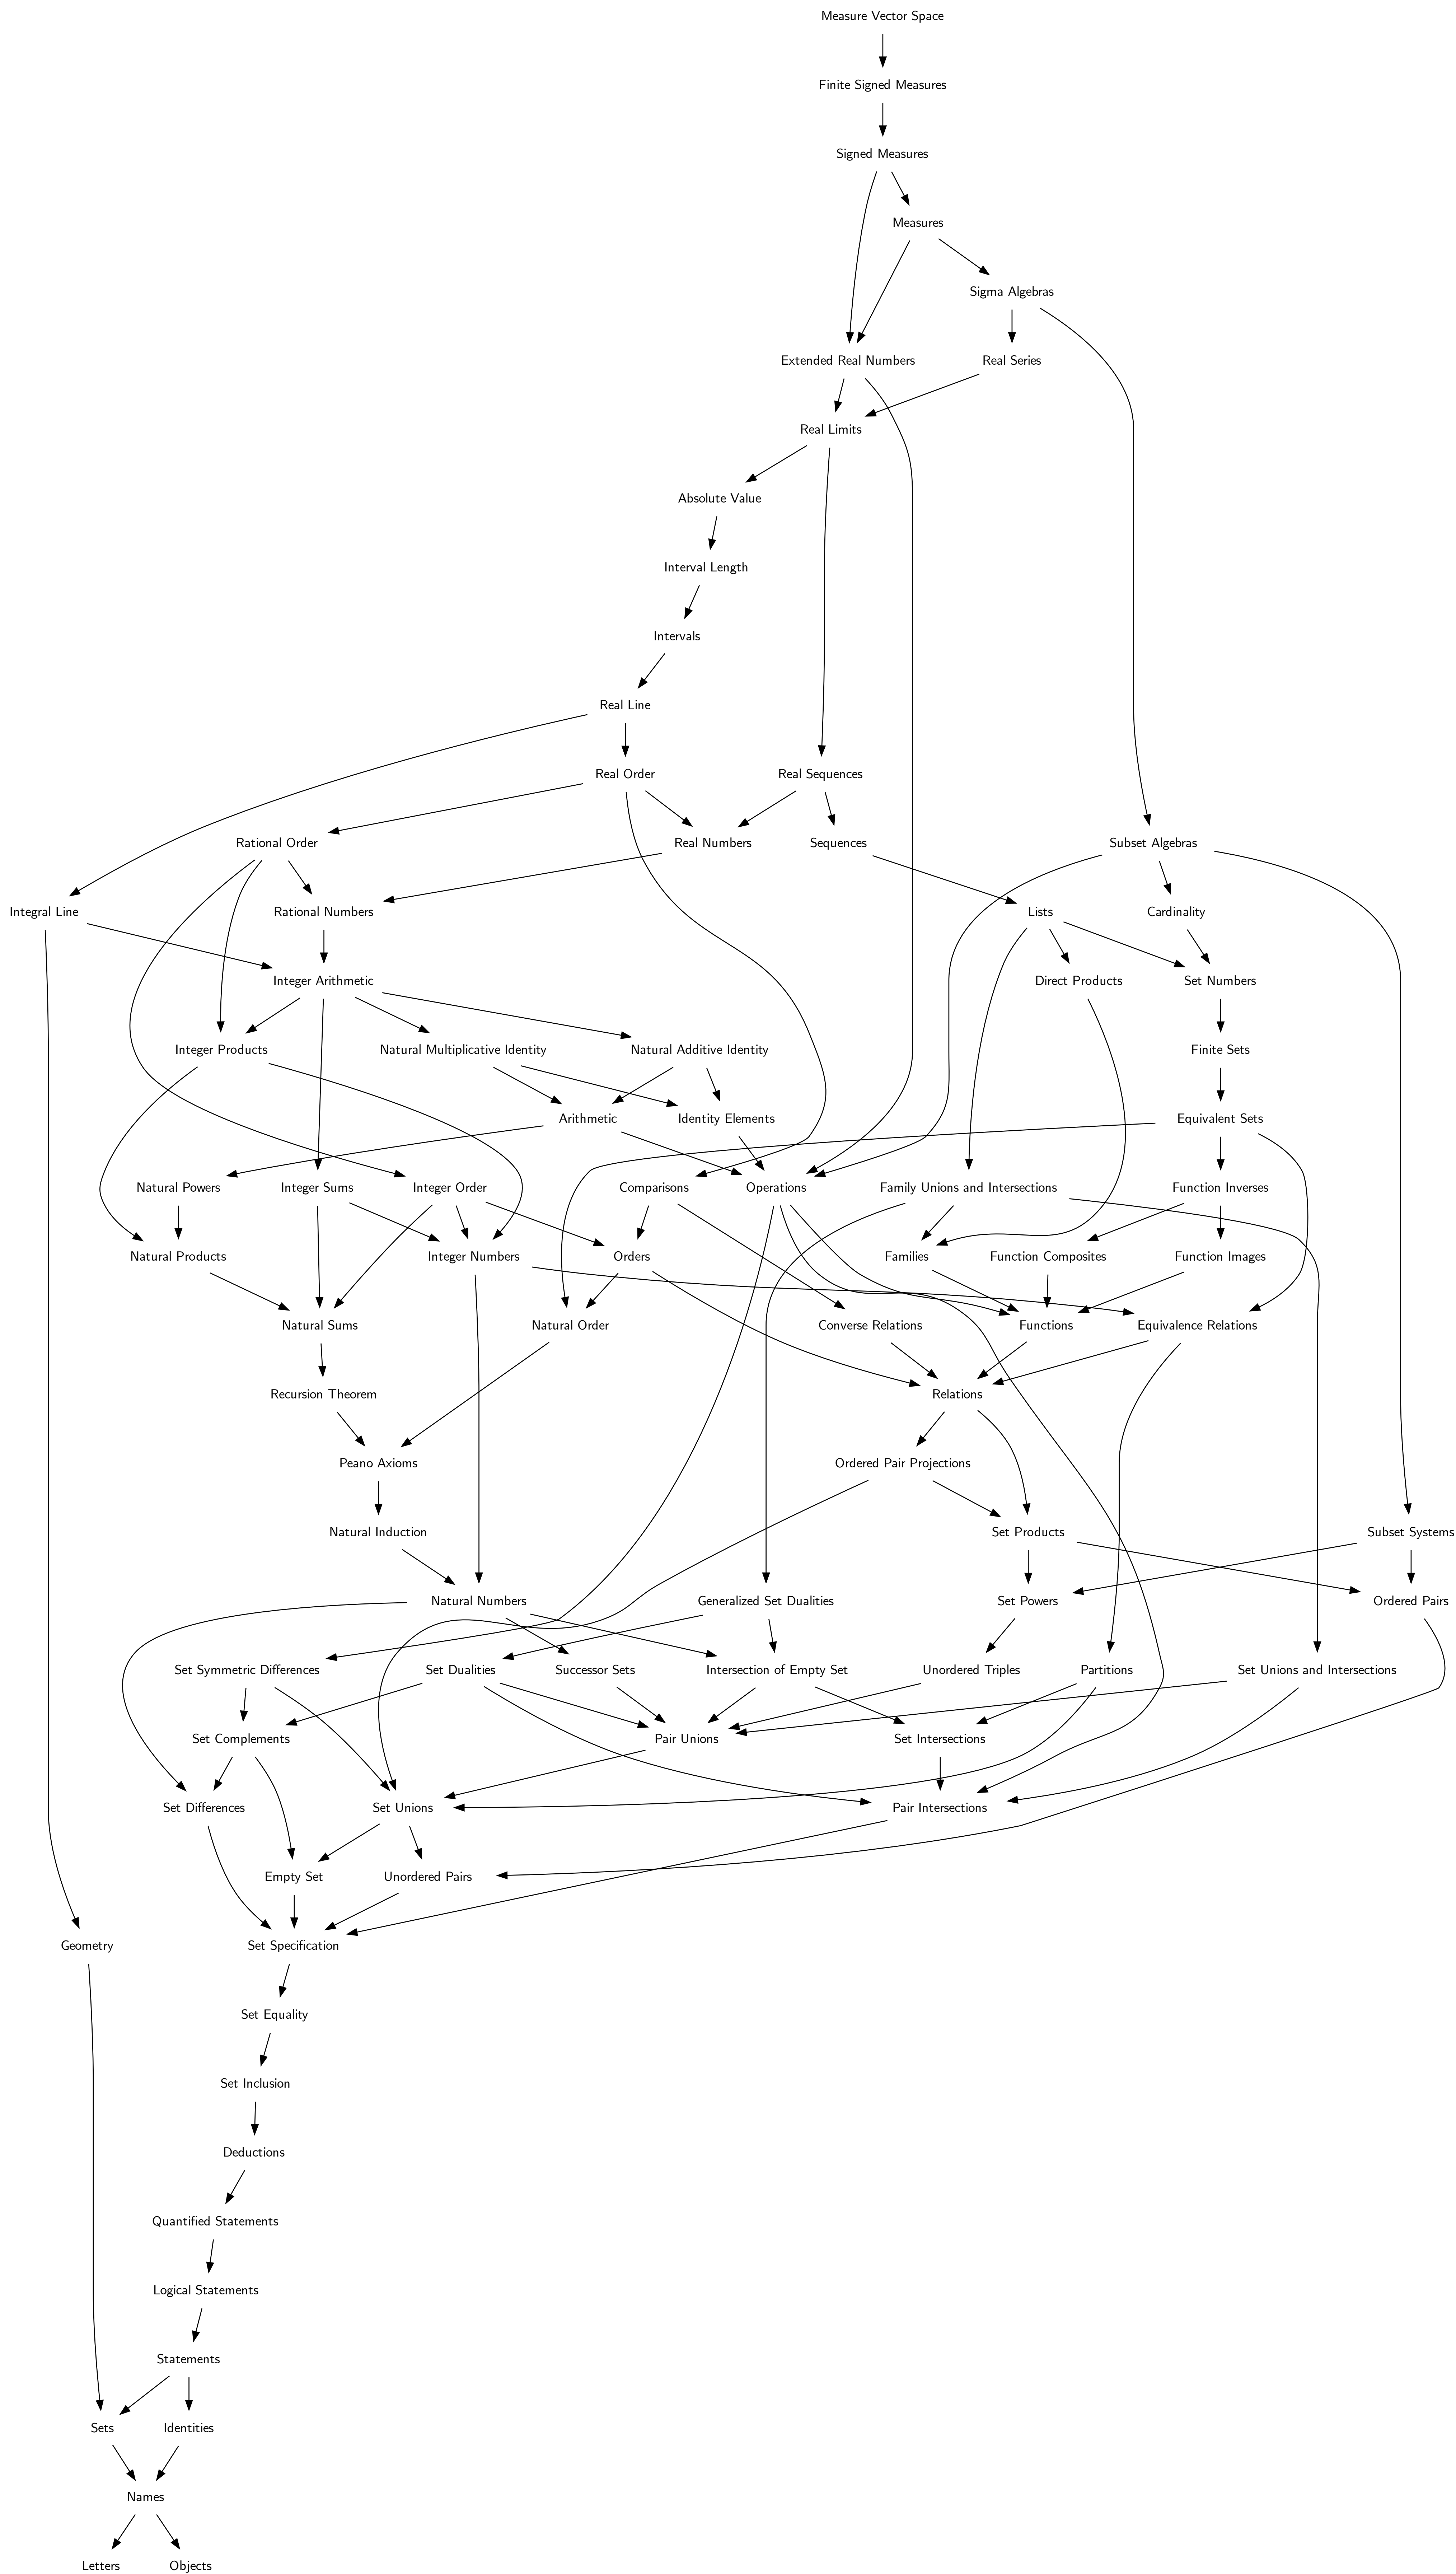 Measure Vector Space
Finite Signed Measures
Signed Measures
Measures
Sigma Algebras
Extended Real Numbers
Real Series
Real Limits
Absolute Value
Interval Length
Intervals
Real Line
Real Order
Real Sequences
Rational Order
Real Numbers
Sequences
Subset Algebras
Integral Line
Rational Numbers
Lists
Cardinality
Integer Arithmetic
Direct Products
Set Numbers
Integer Products
Natural Multiplicative Identity
Natural Additive Identity
Finite Sets
Arithmetic
Identity Elements
Equivalent Sets
Natural Powers
Integer Sums
Integer Order
Comparisons
Operations
Family Unions and Intersections
Function Inverses
Natural Products
Integer Numbers
Orders
Families
Function Composites
Function Images
Natural Sums
Natural Order
Converse Relations
Functions
Equivalence Relations
Recursion Theorem
Relations
Peano Axioms
Ordered Pair Projections
Natural Induction
Set Products
Subset Systems
Natural Numbers
Generalized Set Dualities
Set Powers
Ordered Pairs
Set Symmetric Differences
Set Dualities
Successor Sets
Intersection of Empty Set
Unordered Triples
Partitions
Set Unions and Intersections
Set Complements
Pair Unions
Set Intersections
Set Differences
Set Unions
Pair Intersections
Empty Set
Unordered Pairs
Geometry
Set Specification
Set Equality
Set Inclusion
Deductions
Quantified Statements
Logical Statements
Statements
Sets
Identities
Names
Letters
Objects